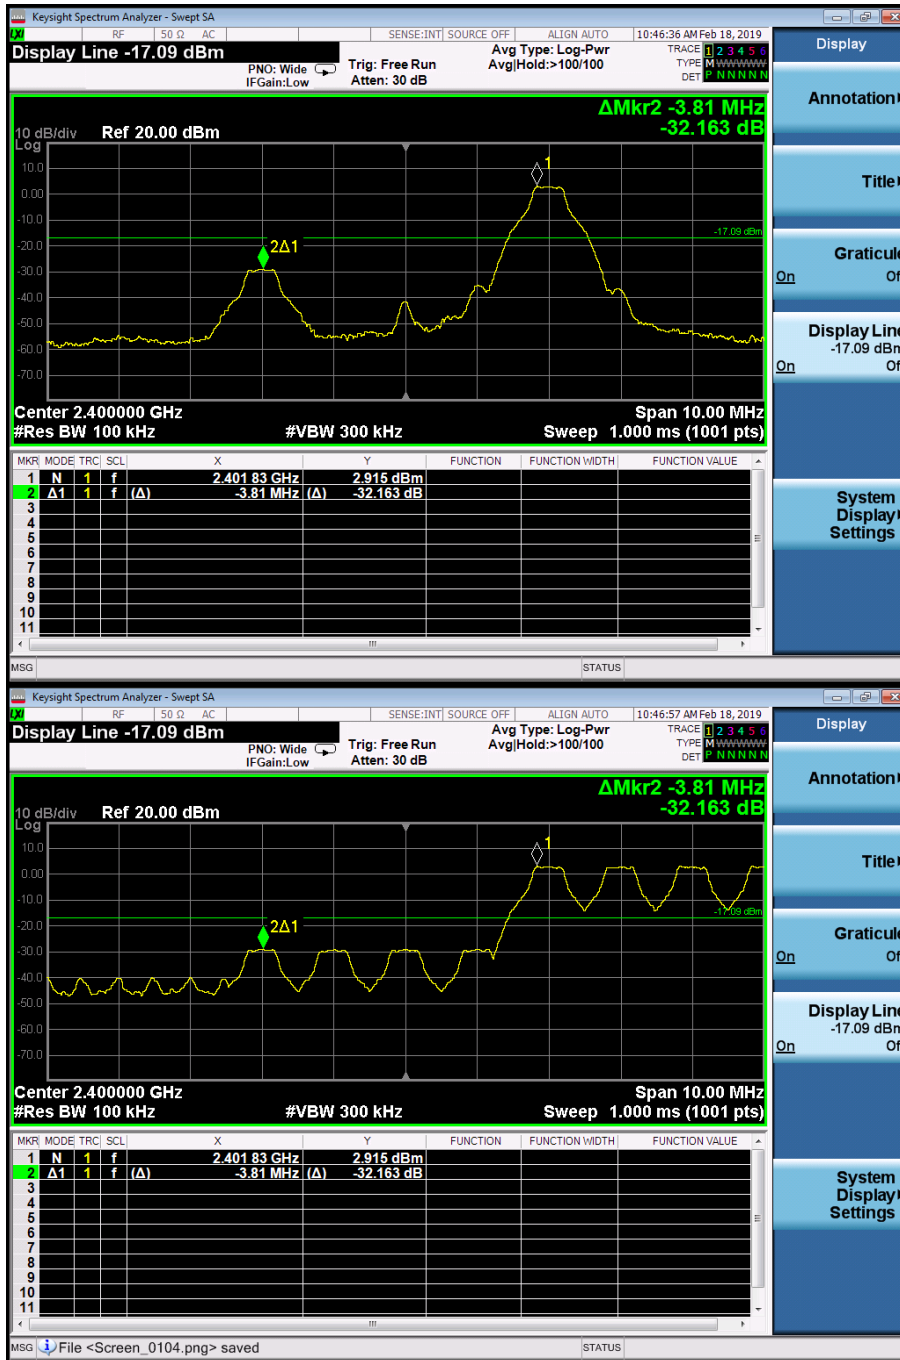 Keysight Spectrum Analyzer - Swept SA
LXI RF 50 Ω AC SENSE:INT SOURCE OFF ALIGN AUTO 10:46:36 AM Feb 18, 2019
Display Line -17.09 dBm
PNO: Wide
IFGain:Low
Trig: Free Run
Atten: 30 dB
Avg Type: Log-Pwr
Avg|Hold:>100/100
TRACE 1 2 3 4 5 6
TYPE M W W W W W
DET P N N N N N
ΔMkr2 -3.81 MHz
-32.163 dB
10 dB/div Ref 20.00 dBm
Log
10.0
0.00
-10.0
-20.0
-30.0
-40.0
-50.0
-60.0
-70.0
1
-17.09 dBm
2Δ1
Center 2.400000 GHz Span 10.00 MHz
#Res BW 100 kHz #VBW 300 kHz Sweep 1.000 ms (1001 pts)
MKR MODE TRC SCL X Y FUNCTION FUNCTION WIDTH FUNCTION VALUE
1 N 1 f 2.401 83 GHz 2.915 dBm
2 Δ1 1 f (Δ) -3.81 MHz (Δ) -32.163 dB
3
4
5
6
7
8
9
10
11
MSG STATUS
Display
Annotation
Title
Graticule
On Of
Display Line
-17.09 dBm
On Of
System
Display
Settings
Keysight Spectrum Analyzer - Swept SA
LXI RF 50 Ω AC SENSE:INT SOURCE OFF ALIGN AUTO 10:46:57 AM Feb 18, 2019
Display Line -17.09 dBm
PNO: Wide
IFGain:Low
Trig: Free Run
Atten: 30 dB
Avg Type: Log-Pwr
Avg|Hold:>100/100
TRACE 1 2 3 4 5 6
TYPE M W W W W W
DET P N N N N N
ΔMkr2 -3.81 MHz
-32.163 dB
10 dB/div Ref 20.00 dBm
Log
10.0
0.00
-10.0
-20.0
-30.0
-40.0
-50.0
-60.0
-70.0
1
-17.09 dBm
2Δ1
Center 2.400000 GHz Span 10.00 MHz
#Res BW 100 kHz #VBW 300 kHz Sweep 1.000 ms (1001 pts)
MKR MODE TRC SCL X Y FUNCTION FUNCTION WIDTH FUNCTION VALUE
1 N 1 f 2.401 83 GHz 2.915 dBm
2 Δ1 1 f (Δ) -3.81 MHz (Δ) -32.163 dB
3
4
5
6
7
8
9
10
11
MSG File <Screen_0104.png> saved STATUS
Display
Annotation
Title
Graticule
On Of
Display Line
-17.09 dBm
On Of
System
Display
Settings